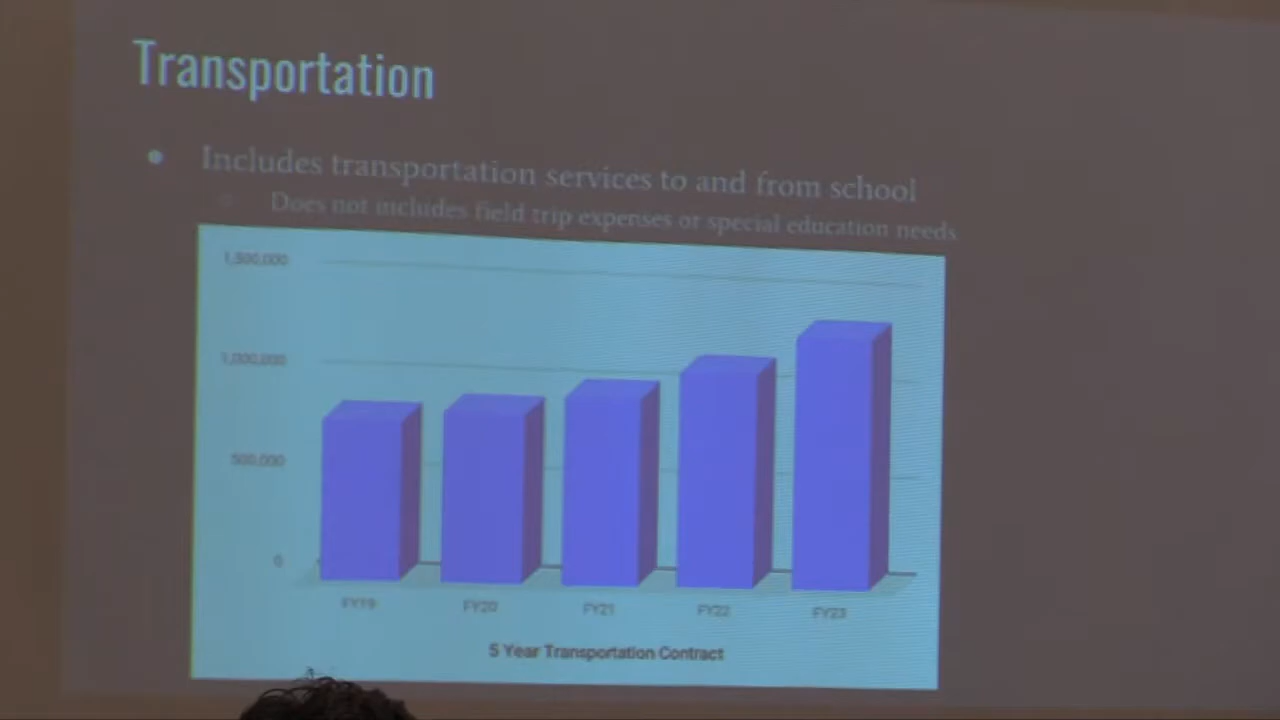 Transportation
Includes transportation services to and from school
Does not includes field trip expenses or special education needs
1,500,000
1,000,000
500,000
0
FY19 FY20 FY21 FY22 FY23
5 Year Transportation Contract